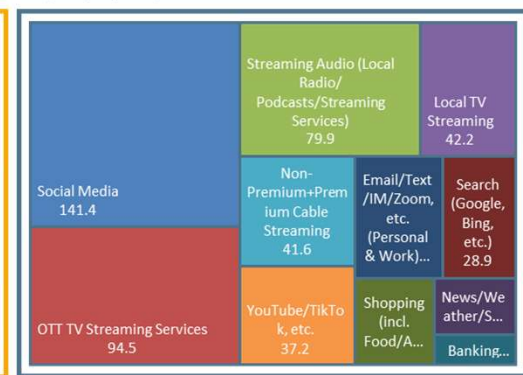 Social Media
141.4
OTT TV Streaming Services
94.5
Streaming Audio (Local
Radio/
Podcasts/Streaming
Services)
79.9
Local TV
Streaming
42.2
Non-
Premium+Prem
ium Cable
Streaming
41.6
Email/Text
/IM/Zoom,
etc.
(Personal
& Work)...
Search
(Google,
Bing,
etc.)
28.9
YouTube/TikTo
k, etc.
37.2
Shopping
(incl.
Food/A...
News/We
ather/S...
Banking...